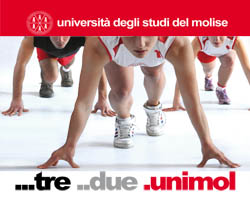 università degli studi del molise
...tre ..due .unimol